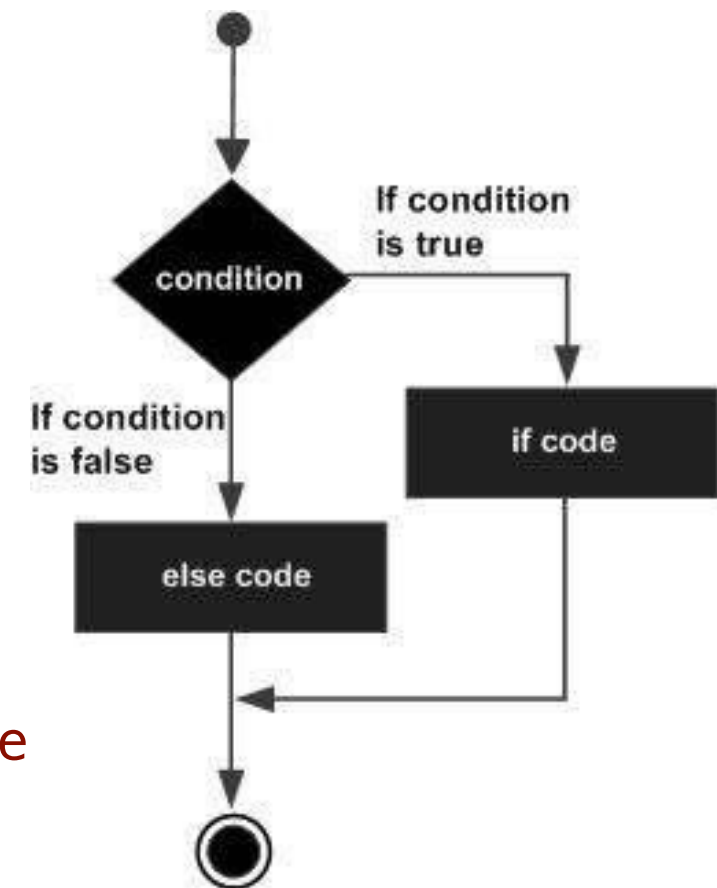 If condition
is true
condition
If condition
is false
if code
else code
e